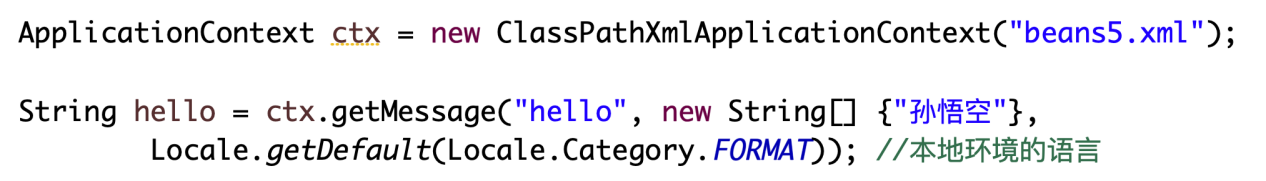 ApplicationContext ctx = new ClassPathXmlApplicationContext("beans5.xml");
String hello = ctx.getMessage("hello", new String[] {"孙悟空"},
Locale.getDefault(Locale.Category.FORMAT)); //本地环境的语言